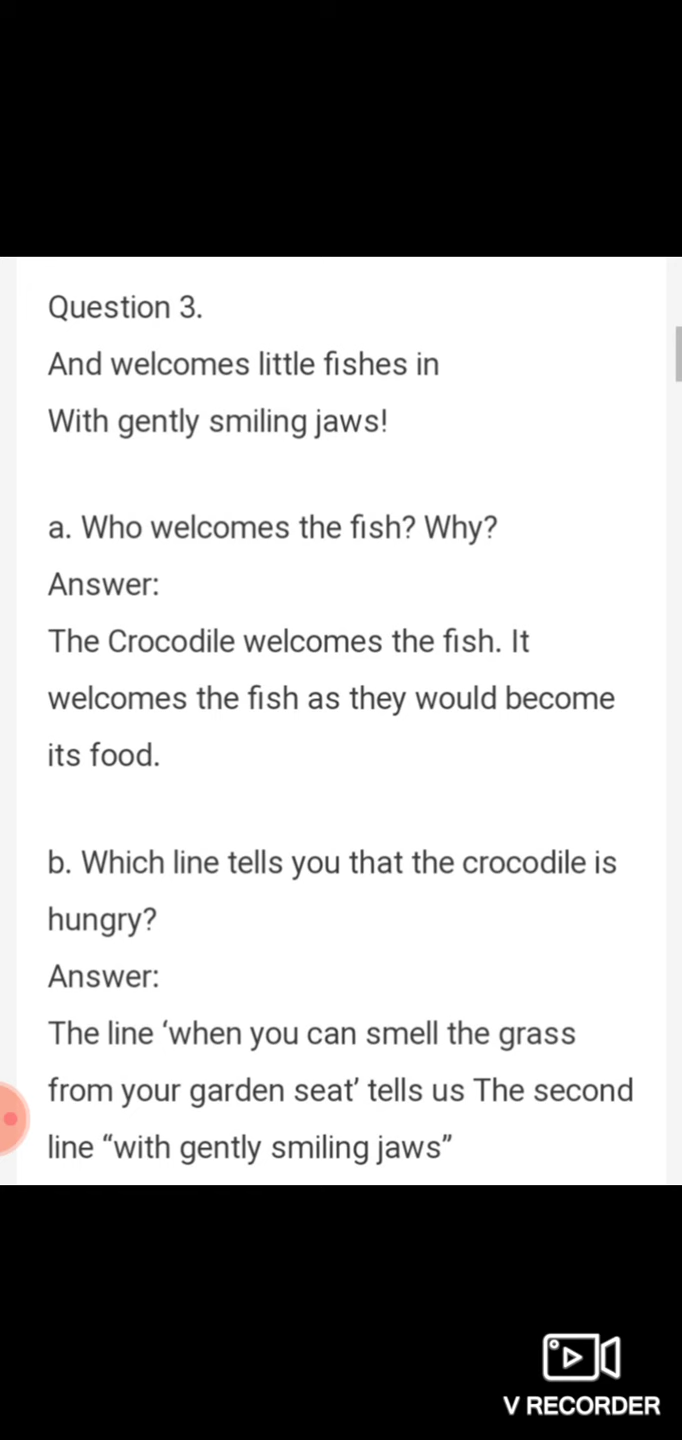 Question 3.
And welcomes little fishes in
With gently smiling jaws!
a. Who welcomes the fish? Why?
Answer:
The Crocodile welcomes the fish. It
welcomes the fish as they would become
its food.
b. Which line tells you that the crocodile is
hungry?
Answer:
The line ‘when you can smell the grass
from your garden seat’ tells us The second
line “with gently smiling jaws”
V RECORDER